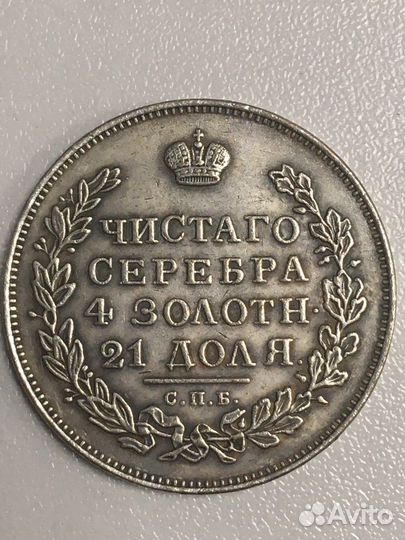 ЧИСТАГО
СЕРЕБРА
4 ЗОЛОТН·
21 ДОЛЯ.
С.П.Б.
Avito